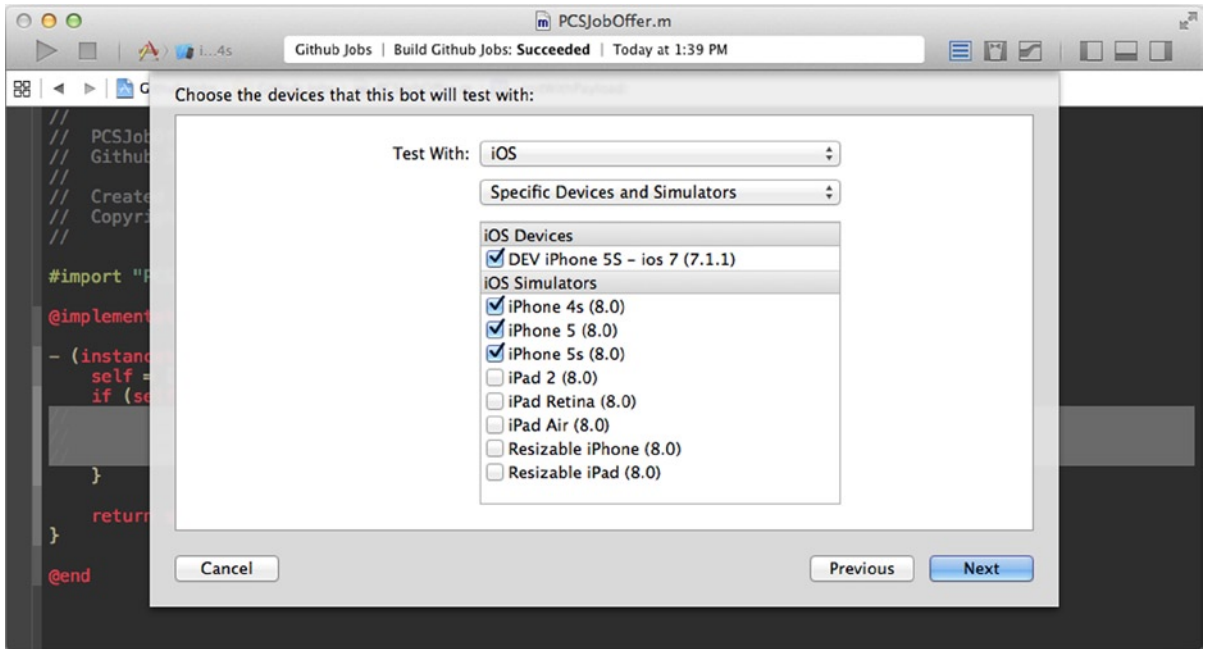 PCSJobOffer.m
i...4s
Github Jobs | Build Github Jobs: Succeeded | Today at 1:39 PM
Choose the devices that this bot will test with:
//
// PCSJob
// Github
//
// Create
// Copyri
//
#import "P
@implement
- (instanc
self =
if (se
}
return
}
@end
Test With: iOS
Specific Devices and Simulators
iOS Devices
DEV iPhone 5S - ios 7 (7.1.1)
iOS Simulators
iPhone 4s (8.0)
iPhone 5 (8.0)
iPhone 5s (8.0)
iPad 2 (8.0)
iPad Retina (8.0)
iPad Air (8.0)
Resizable iPhone (8.0)
Resizable iPad (8.0)
Cancel
Previous
Next